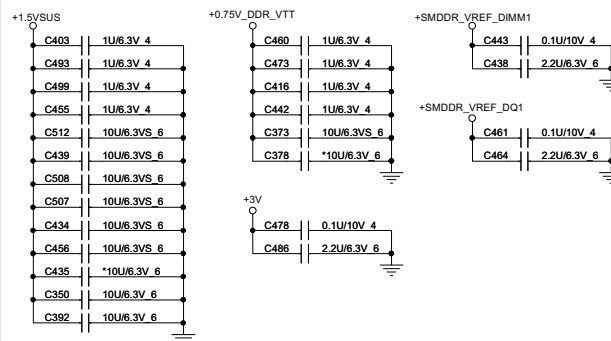 +1.5VSUS
C403 1U/6.3V_4
C493 1U/6.3V_4
C499 1U/6.3V_4
C455 1U/6.3V_4
C512 10U/6.3VS_6
C439 10U/6.3VS_6
C508 10U/6.3VS_6
C507 10U/6.3VS_6
C434 10U/6.3VS_6
C456 10U/6.3VS_6
C435 *10U/6.3V_6
C350 10U/6.3V_6
C392 10U/6.3V_6
+0.75V_DDR_VTT
C460 1U/6.3V_4
C473 1U/6.3V_4
C416 1U/6.3V_4
C442 1U/6.3V_4
C373 10U/6.3VS_6
C378 *10U/6.3V_6
+3V
C478 0.1U/10V_4
C486 2.2U/6.3V_6
+SMDDR_VREF_DIMM1
C443 0.1U/10V_4
C438 2.2U/6.3V_6
+SMDDR_VREF_DQ1
C461 0.1U/10V_4
C464 2.2U/6.3V_6